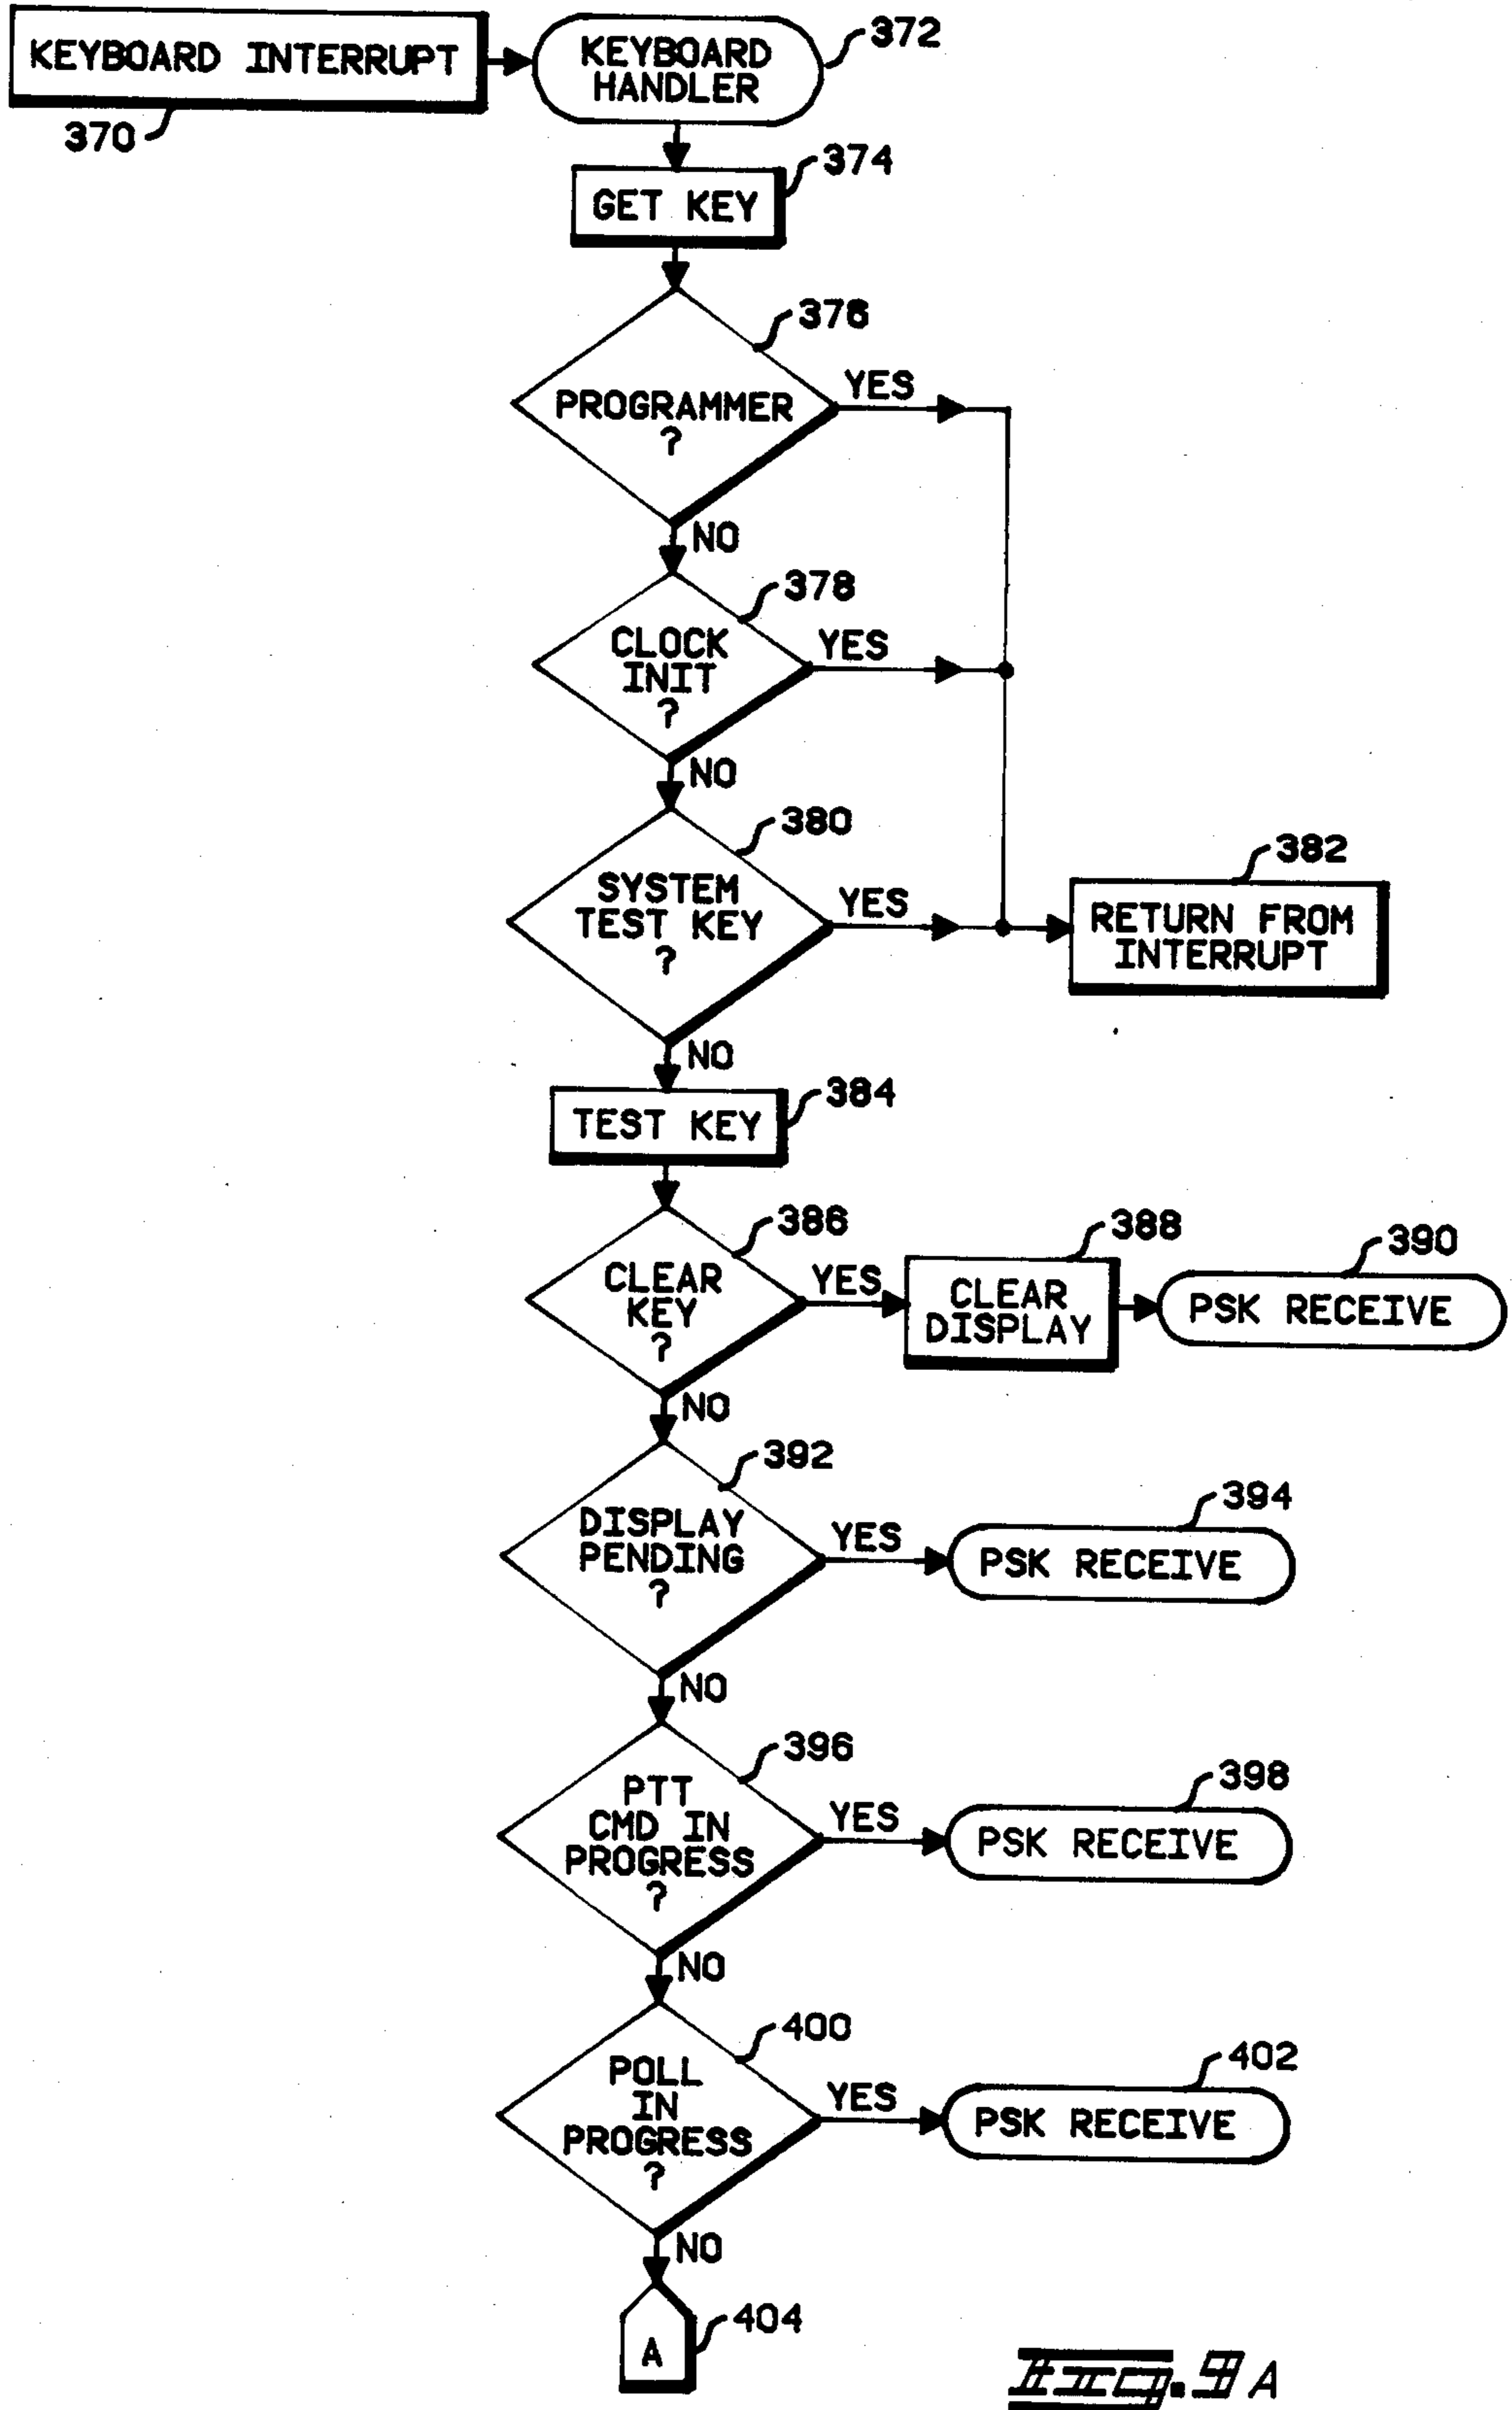 KEYBOARD INTERRUPT
370
KEYBOARD
HANDLER
372
GET KEY
374
PROGRAMMER
?
376
YES
NO
CLOCK
INIT
?
378
YES
NO
SYSTEM
TEST KEY
?
380
YES
RETURN FROM
INTERRUPT
382
NO
TEST KEY
384
CLEAR
KEY
?
386
YES
CLEAR
DISPLAY
388
PSK RECEIVE
390
NO
DISPLAY
PENDING
?
392
YES
PSK RECEIVE
394
NO
PTT
CMD IN
PROGRESS
?
396
YES
PSK RECEIVE
398
NO
POLL
IN
PROGRESS
?
400
YES
PSK RECEIVE
402
NO
A
404
Fig. 9A